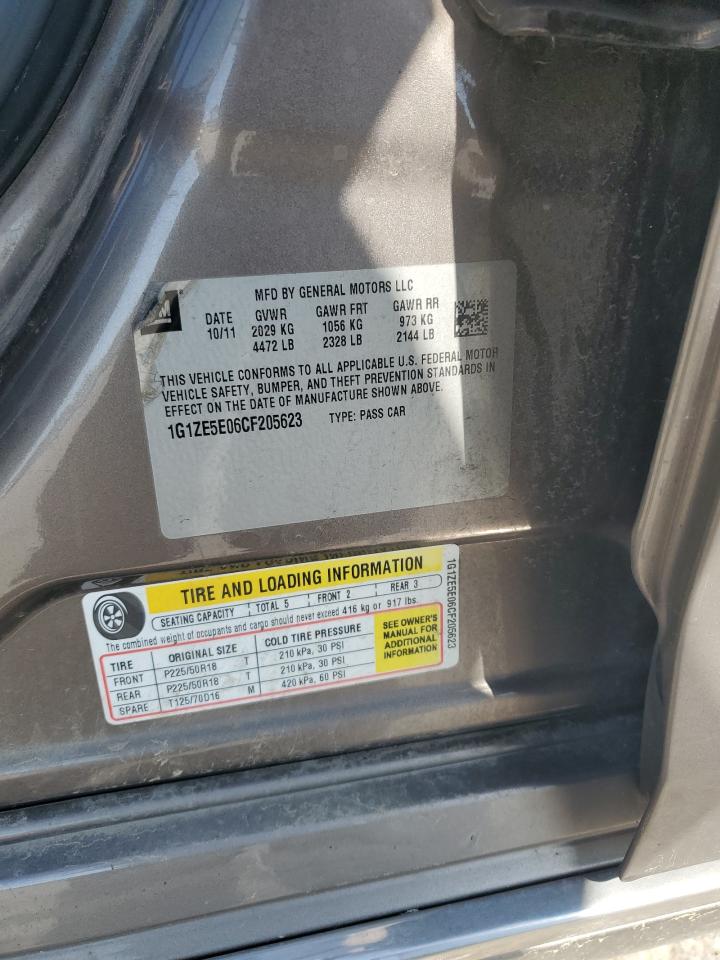 GM
MFD BY GENERAL MOTORS LLC
DATE GVWR GAWR FRT GAWR RR
10/11 2029 KG 1056 KG 973 KG
4472 LB 2328 LB 2144 LB
THIS VEHICLE CONFORMS TO ALL APPLICABLE U.S. FEDERAL MOTOR
VEHICLE SAFETY, BUMPER, AND THEFT PREVENTION STANDARDS IN
EFFECT ON THE DATE OF MANUFACTURE SHOWN ABOVE.
1G1ZE5E06CF205623 TYPE: PASS CAR
TIRE AND LOADING INFORMATION
SEATING CAPACITY TOTAL 5 FRONT 2 REAR 3
The combined weight of occupants and cargo should never exceed 416 kg or 917 lbs.
TIRE ORIGINAL SIZE COLD TIRE PRESSURE
FRONT P225/50R18 T 210 kPa, 30 PSI
REAR P225/50R18 T 210 kPa, 30 PSI
SPARE T125/70D16 M 420 kPa, 60 PSI
SEE OWNER'S
MANUAL FOR
ADDITIONAL
INFORMATION
1G1ZE5E06CF205623